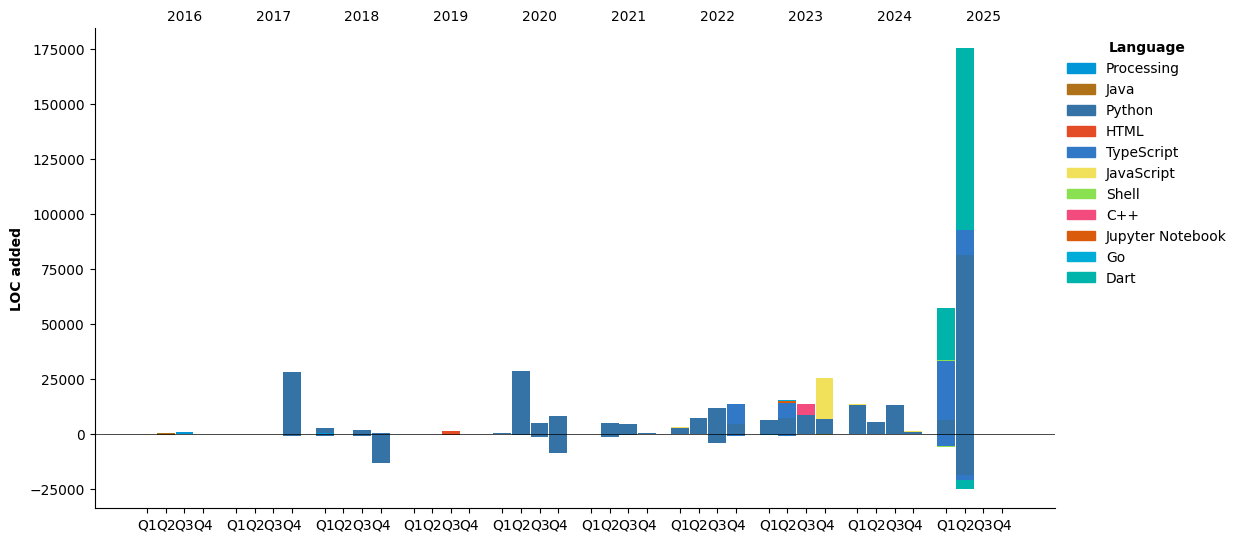 2016 2017 2018 2019 2020 2021 2022 2023 2024 2025
Language
Processing
Java
Python
HTML
TypeScript
JavaScript
Shell
C++
Jupyter Notebook
Go
Dart
LOC added
175000
150000
125000
100000
75000
50000
25000
0
−25000
Q1Q2Q3Q4 Q1Q2Q3Q4 Q1Q2Q3Q4 Q1Q2Q3Q4 Q1Q2Q3Q4 Q1Q2Q3Q4 Q1Q2Q3Q4 Q1Q2Q3Q4 Q1Q2Q3Q4 Q1Q2Q3Q4